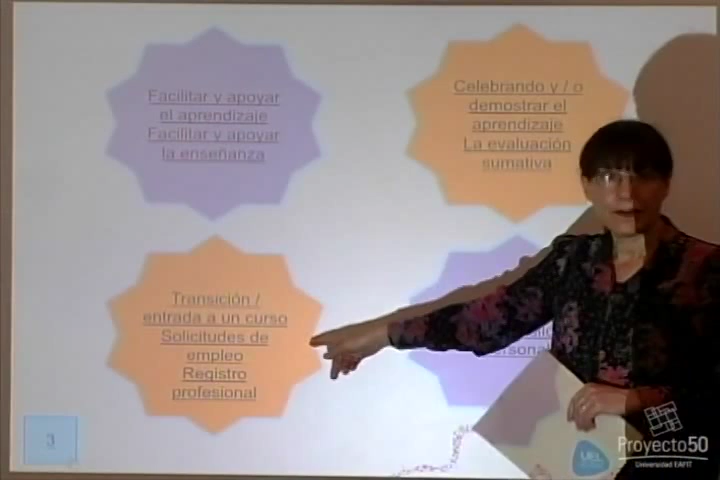 Facilitar y apoyar
el aprendizaje
Facilitar y apoyar
la enseñanza
Celebrando y / o
demostrar el
aprendizaje
La evaluación
sumativa
Transición /
entrada a un curso
Solicitudes de
empleo
Registro
profesional
3
UEL
Proyecto50
Universidad EAFIT